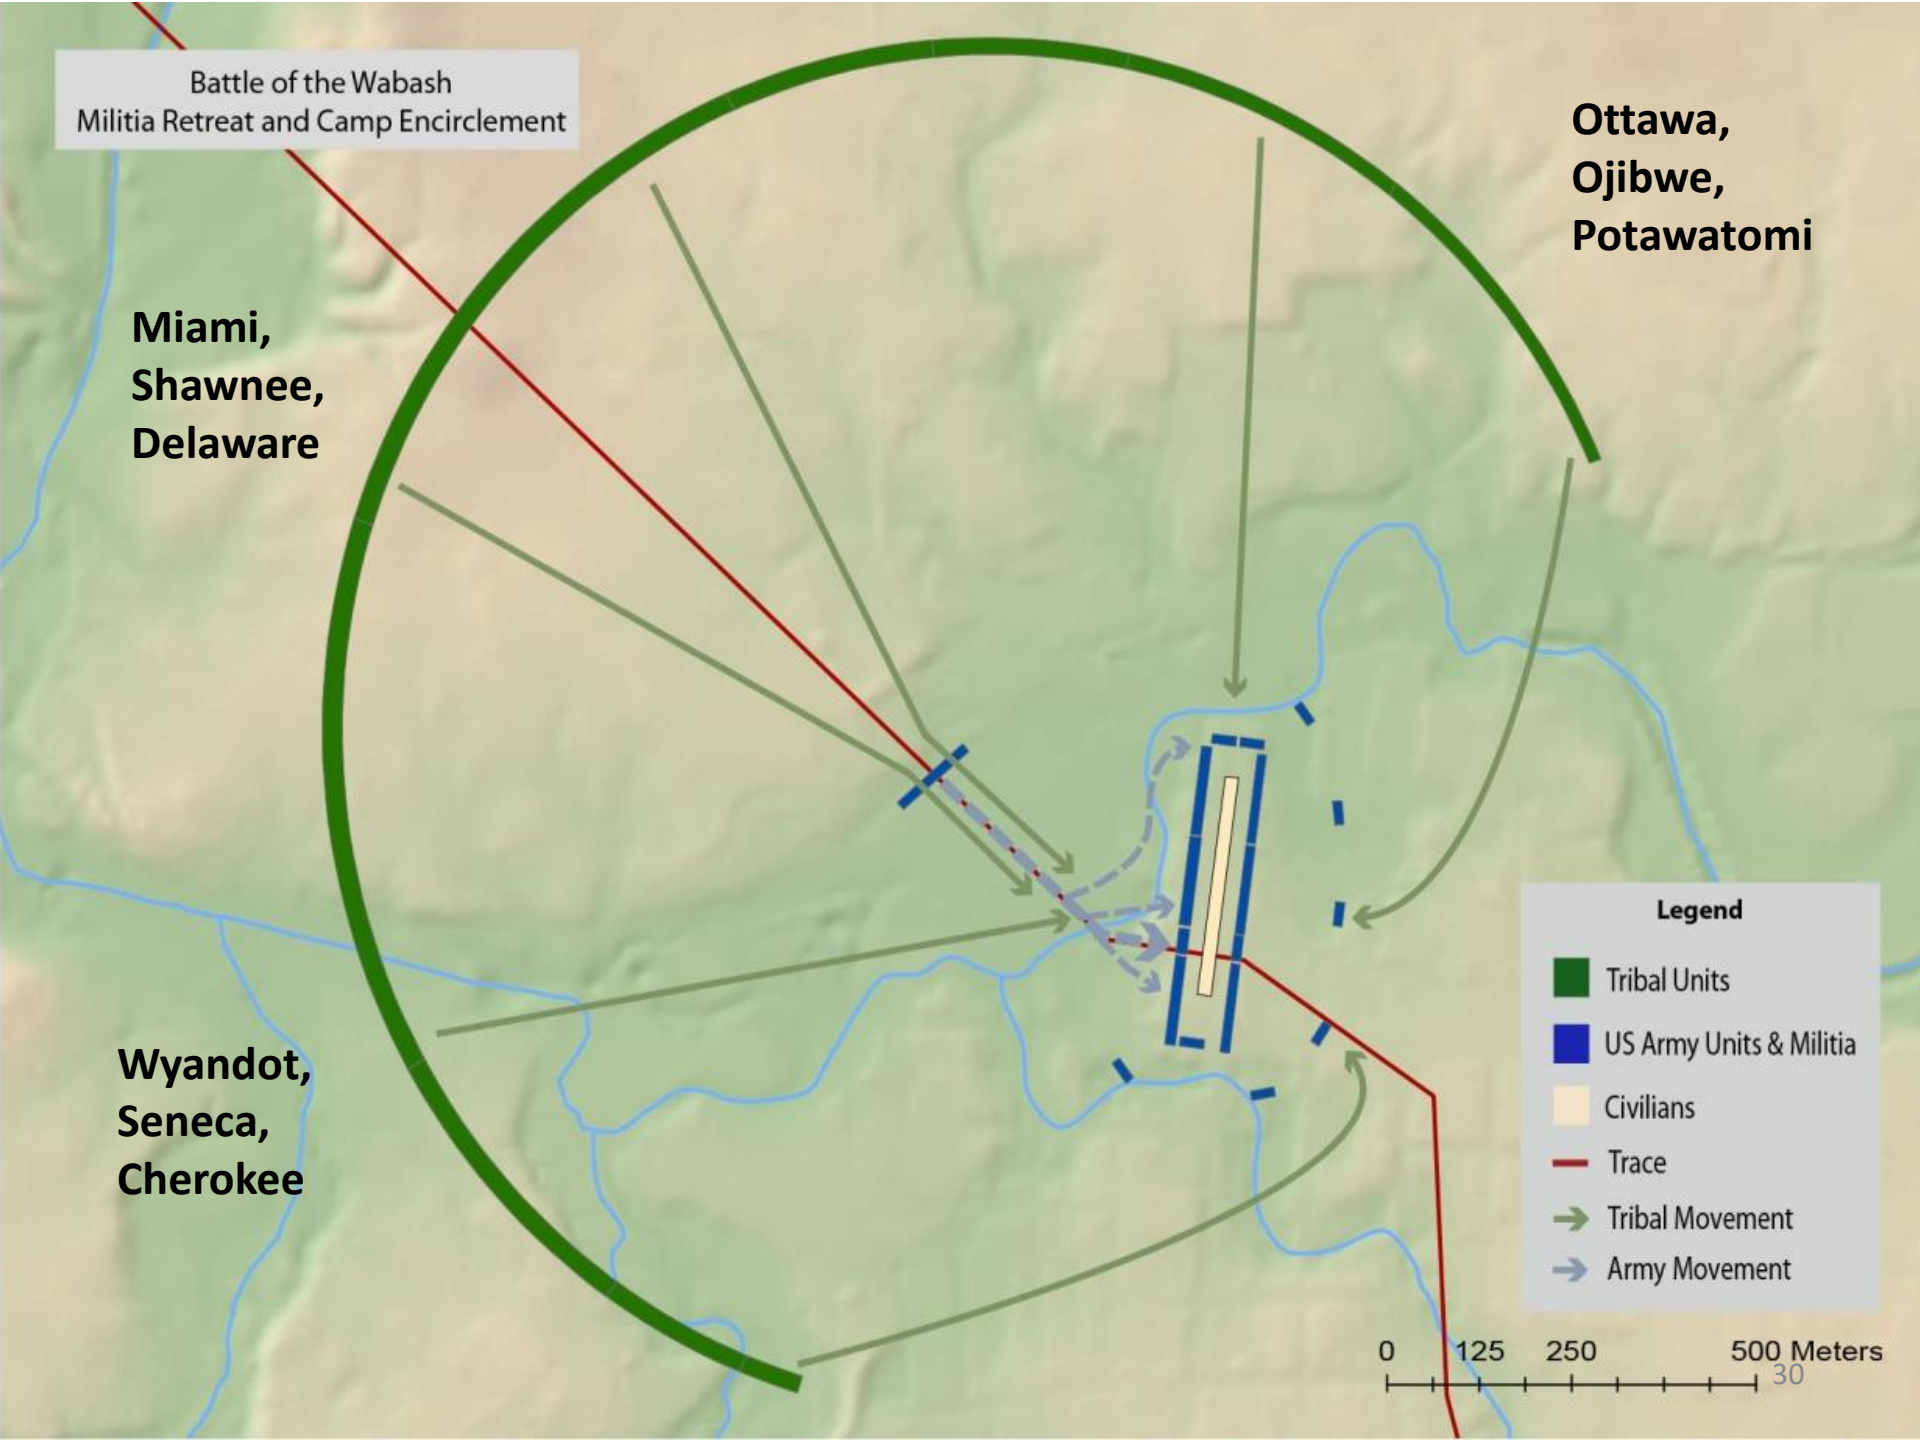 Battle of the Wabash
Militia Retreat and Camp Encirclement
Ottawa,
Ojibwe,
Potawatomi
Miami,
Shawnee,
Delaware
Wyandot,
Seneca,
Cherokee
Legend
Tribal Units
US Army Units & Militia
Civilians
Trace
Tribal Movement
Army Movement
0 125 250 500 Meters
30